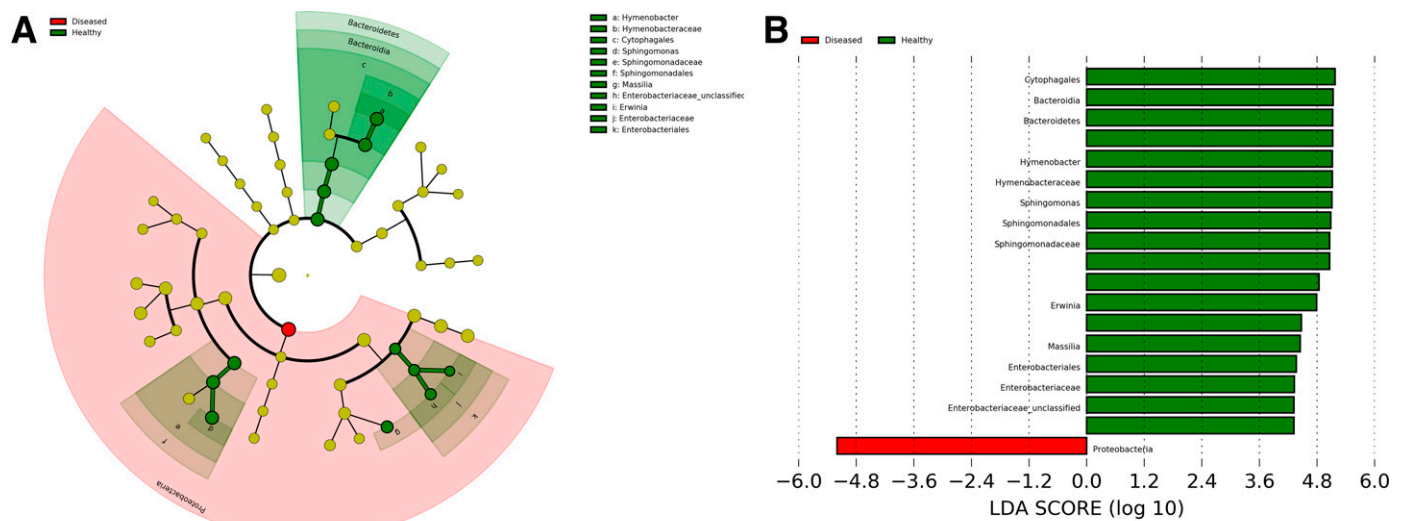 A
Diseased
Healthy
Bacteroidetes
Bacteroidia
c
b
a
a: Hymenobacter
b: Hymenobacteraceae
c: Cytophagales
d: Sphingomonas
e: Sphingomonadaceae
f: Sphingomonadales
g: Massilia
h: Enterobacteriaceae_unclassified
i: Erwinia
j: Enterobacteriaceae
k: Enterobacteriales
i
h
j
k
g
d
e
f
Proteobacteria
B
Diseased Healthy
Cytophagales
Bacteroidia
Bacteroidetes
Hymenobacter
Hymenobacteraceae
Sphingomonas
Sphingomonadales
Sphingomonadaceae
Erwinia
Massilia
Enterobacteriales
Enterobacteriaceae
Enterobacteriaceae_unclassified
Proteobacteria
−6.0 −4.8 −3.6 −2.4 −1.2 0.0 1.2 2.4 3.6 4.8 6.0
LDA SCORE (log 10)